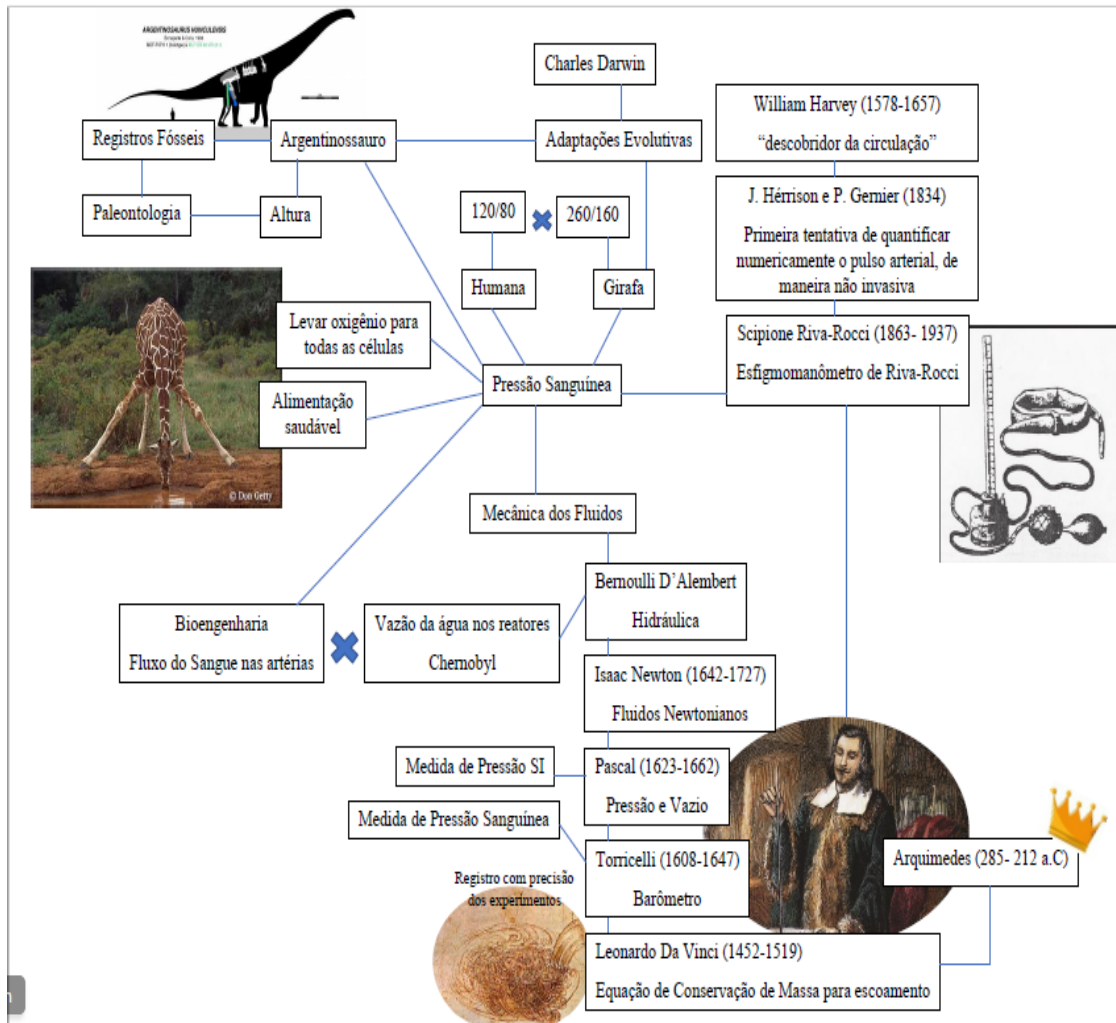 ARGENTINOSAURUS HUINCULENSIS
Charles Darwin
William Harvey (1578-1657)
“descobridor da circulação”
Registros Fósseis
Argentinossauro
Adaptações Evolutivas
Paleontologia
Altura
120/80
260/160
J. Hérrison e P. Gernier (1834)
Primeira tentativa de quantificar
numericamente o pulso arterial, de
maneira não invasiva
Humana
Girafa
Levar oxigênio para
todas as células
Scipione Riva-Rocci (1863- 1937)
Esfigmomanômetro de Riva-Rocci
Pressão Sanguínea
Alimentação
saudável
© Don Getty
Mecânica dos Fluidos
Bernoulli D’Alembert
Hidráulica
Bioengenharia
Fluxo do Sangue nas artérias
Vazão da água nos reatores
Chernobyl
Isaac Newton (1642-1727)
Fluidos Newtonianos
Medida de Pressão SI
Pascal (1623-1662)
Pressão e Vazio
Medida de Pressão Sanguínea
Torricelli (1608-1647)
Barômetro
Arquimedes (285- 212 a.C)
Registro com precisão
dos experimentos
Leonardo Da Vinci (1452-1519)
Equação de Conservação de Massa para escoamento